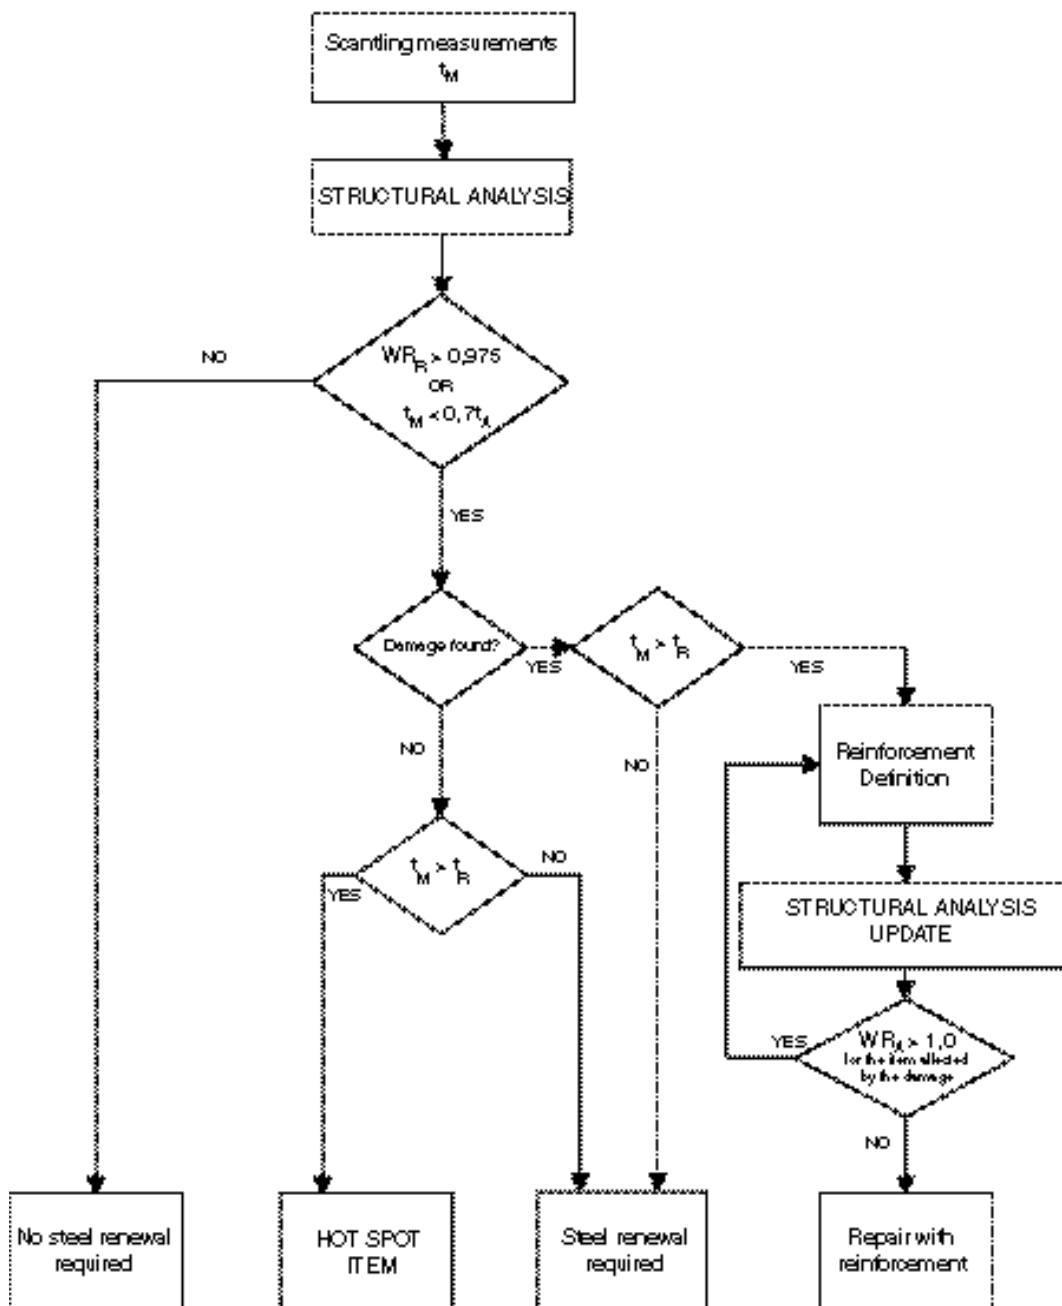 Scantling measurements
tM
STRUCTURAL ANALYSIS
NO
WRR > 0,975
OR
tM < 0,7tA
YES
Damage found?
YES
tM > tR
YES
NO
NO
Reinforcement
Definition
tM > tR
YES
NO
STRUCTURAL ANALYSIS
UPDATE
YES
WRA > 1,0
for the item affected
by the damage
NO
No steel renewal
required
HOT SPOT
ITEM
Steel renewal
required
Repair with
reinforcement